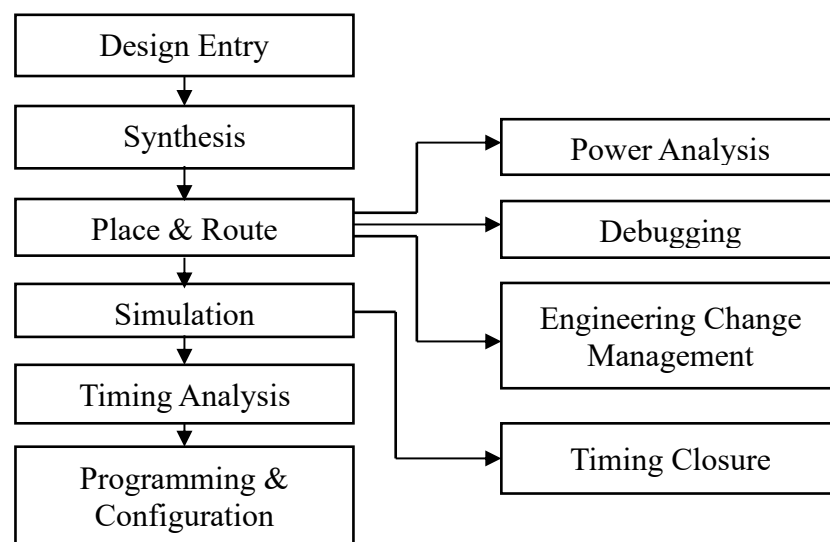 Design Entry
Synthesis
Place & Route
Simulation
Timing Analysis
Programming &
Configuration
Power Analysis
Debugging
Engineering Change
Management
Timing Closure